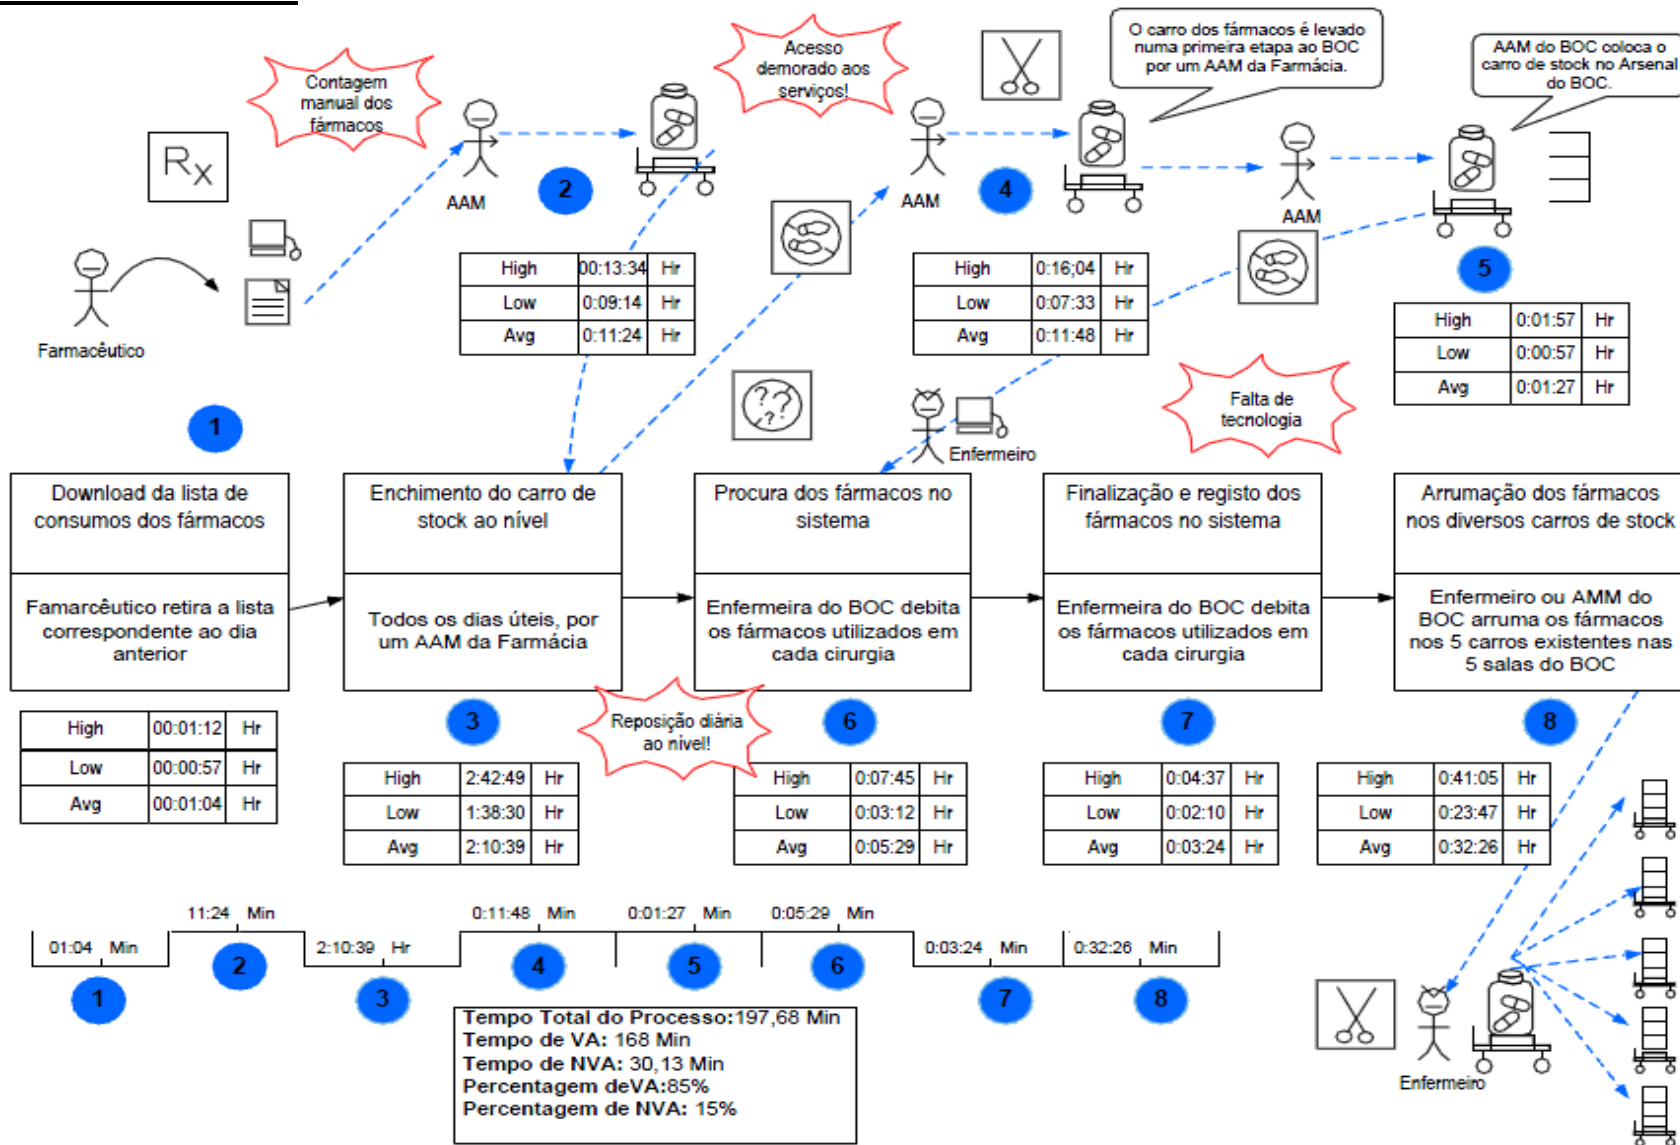 Contagem
manual dos
fármacos
Acesso
demorado aos
serviços!
O carro dos fármacos é levado
numa primeira etapa ao BOC
por um AAM da Farmácia.
AAM do BOC coloca o
carro de stock no Arsenal
do BOC.
Rx
AAM
2
AAM
4
AAM
5
Farmacêutico
High 00:13:34 Hr
Low 0:09:14 Hr
Avg 0:11:24 Hr
High 0:16;04 Hr
Low 0:07:33 Hr
Avg 0:11:48 Hr
High 0:01:57 Hr
Low 0:00:57 Hr
Avg 0:01:27 Hr
1
???
Enfermeiro
Falta de
tecnologia
Download da lista de
consumos dos fármacos
Famarcêutico retira a lista
correspondente ao dia
anterior
Enchimento do carro de
stock ao nível
Todos os dias úteis, por
um AAM da Farmácia
Procura dos fármacos no
sistema
Enfermeira do BOC debita
os fármacos utilizados em
cada cirurgia
Finalização e registo dos
fármacos no sistema
Enfermeira do BOC debita
os fármacos utilizados em
cada cirurgia
Arrumação dos fármacos
nos diversos carros de stock
Enfermeiro ou AMM do
BOC arruma os fármacos
nos 5 carros existentes nas
5 salas do BOC
3
Reposição diária
ao nível!
6
7
8
High 00:01:12 Hr
Low 00:00:57 Hr
Avg 00:01:04 Hr
High 2:42:49 Hr
Low 1:38:30 Hr
Avg 2:10:39 Hr
High 0:07:45 Hr
Low 0:03:12 Hr
Avg 0:05:29 Hr
High 0:04:37 Hr
Low 0:02:10 Hr
Avg 0:03:24 Hr
High 0:41:05 Hr
Low 0:23:47 Hr
Avg 0:32:26 Hr
01:04 Min
11:24 Min
2:10:39 Hr
0:11:48 Min
0:01:27 Min
0:05:29 Min
0:03:24 Min
0:32:26 Min
1
2
3
4
5
6
7
8
Tempo Total do Processo:197,68 Min
Tempo de VA: 168 Min
Tempo de NVA: 30,13 Min
Percentagem deVA:85%
Percentagem de NVA: 15%
Enfermeiro